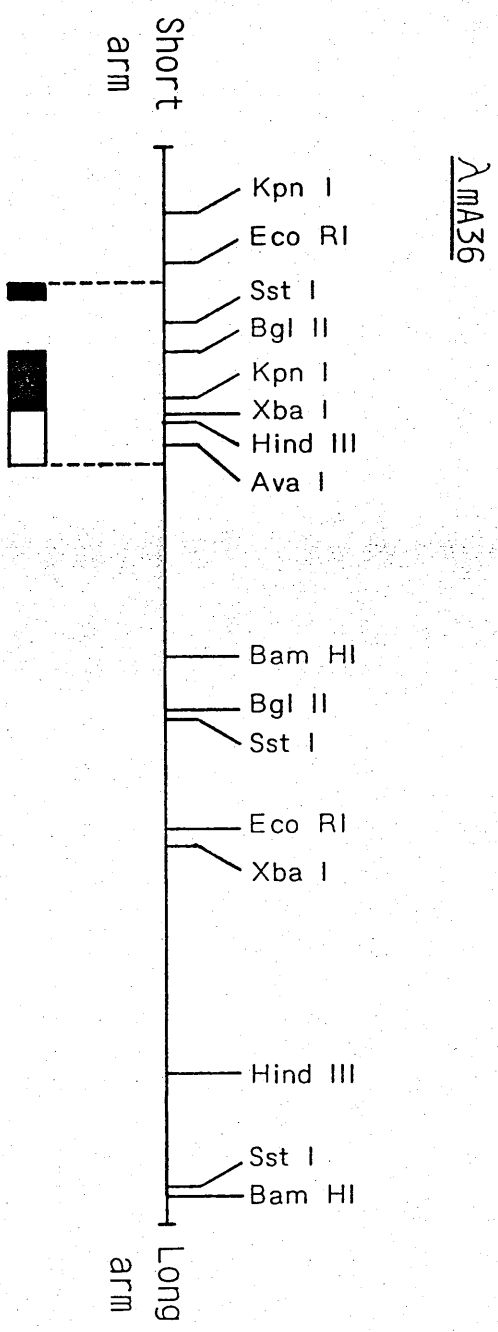 λmA36
Short
arm
Kpn I
Eco RI
Sst I
Bgl II
Kpn I
Xba I
Hind III
Ava I
Bam HI
Bgl II
Sst I
Eco RI
Xba I
Hind III
Sst I
Bam HI
Long
arm